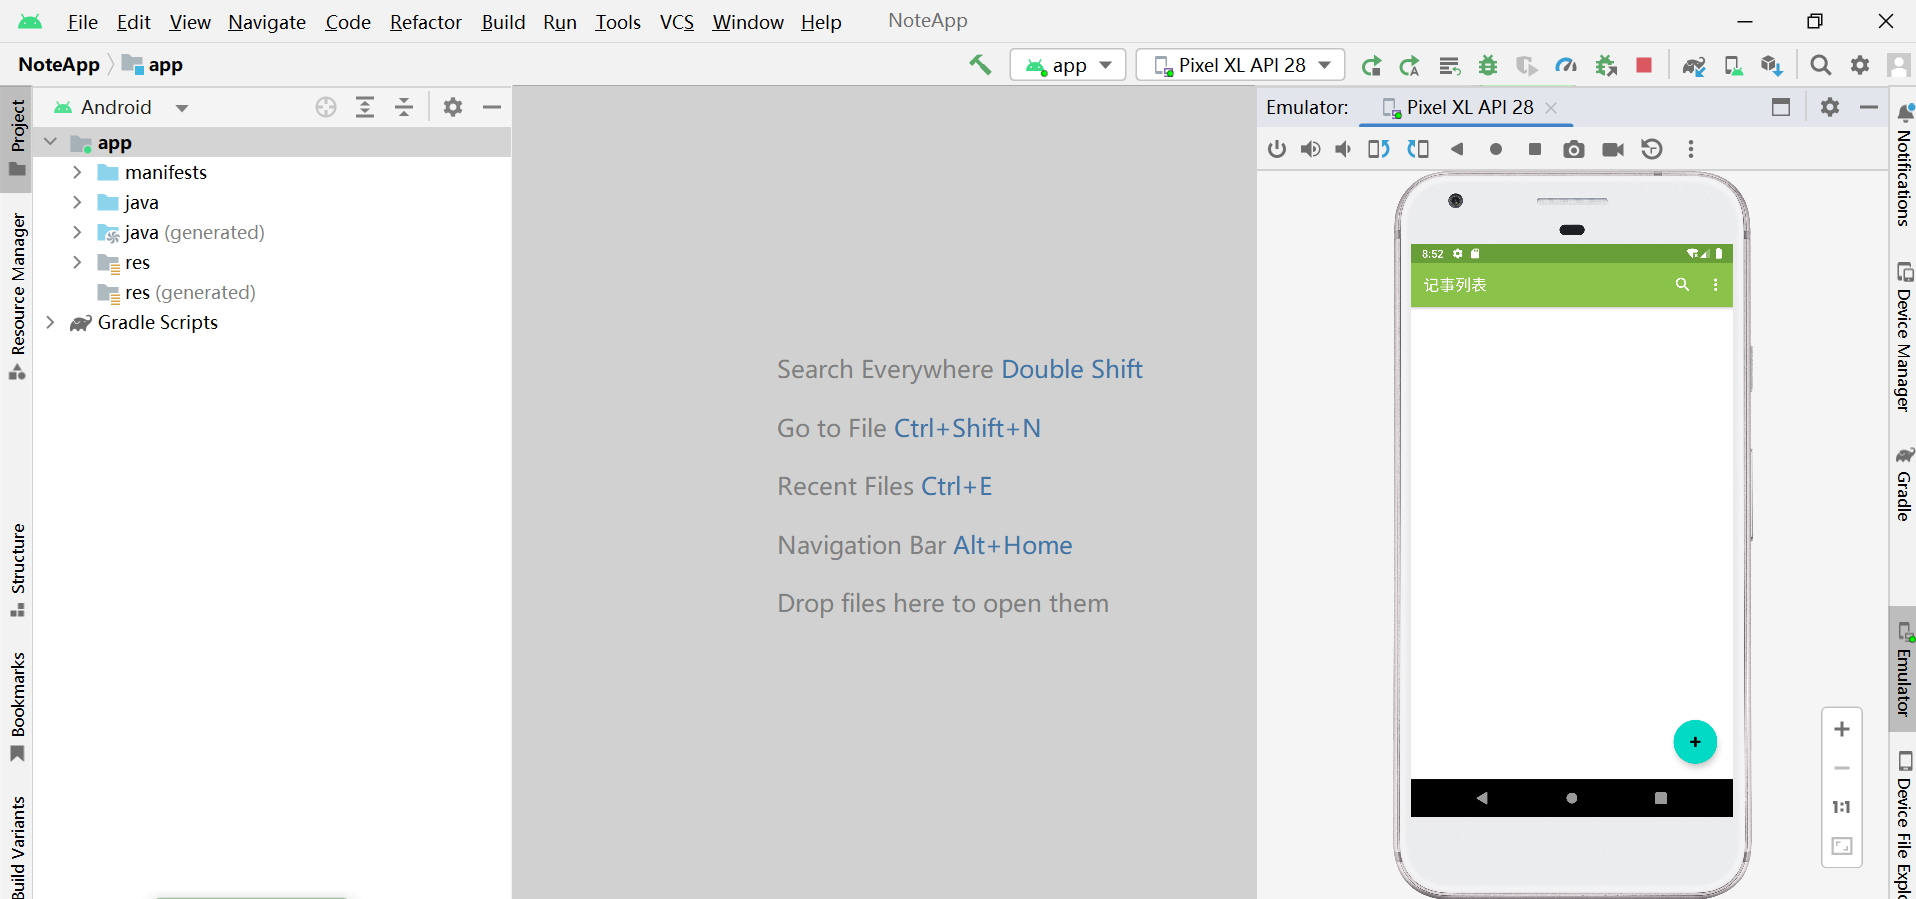 File Edit View Navigate Code Refactor Build Run Tools VCS Window Help NoteApp
NoteApp app
app
Pixel XL API 28
Project
Resource Manager
Structure
Bookmarks
Build Variants
Android
app
manifests
java
java (generated)
res
res (generated)
Gradle Scripts
Search Everywhere Double Shift
Go to File Ctrl+Shift+N
Recent Files Ctrl+E
Navigation Bar Alt+Home
Drop files here to open them
Emulator: Pixel XL API 28
8:52
记事列表
1:1
Notifications
Device Manager
Gradle
Emulator
Device File Explo